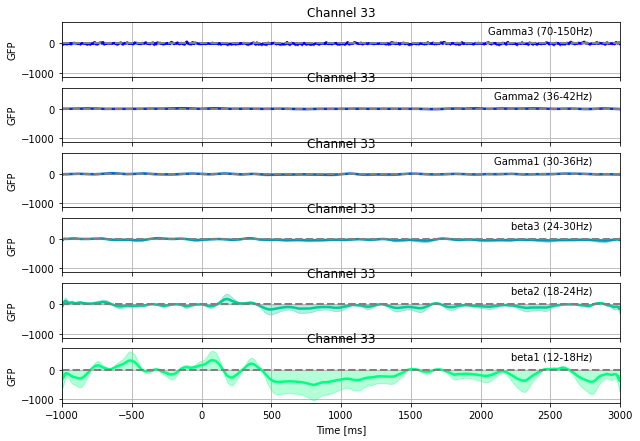 Channel 33
Gamma3 (70-150Hz)
GFP
0
−1000
Channel 33
Gamma2 (36-42Hz)
GFP
0
−1000
Channel 33
Gamma1 (30-36Hz)
GFP
0
−1000
Channel 33
beta3 (24-30Hz)
GFP
0
−1000
Channel 33
beta2 (18-24Hz)
GFP
0
−1000
Channel 33
beta1 (12-18Hz)
GFP
0
−1000
−1000 −500 0 500 1000 1500 2000 2500 3000
Time [ms]